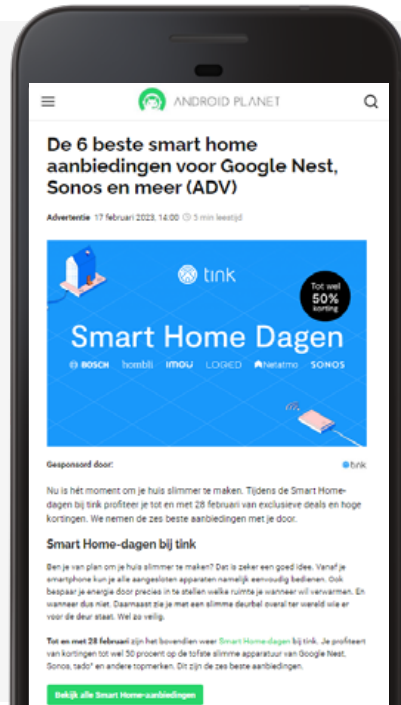 ANDROID PLANET
De 6 beste smart home
aanbiedingen voor Google Nest,
Sonos en meer (ADV)
Advertentie 17 februari 2023, 14:00 5 min leestijd
tink
Tot wel
50%
korting
Smart Home Dagen
BOSCH hombli imou LOQED Netatmo SONOS
Gesponsord door:
tink
Nu is hét moment om je huis slimmer te maken. Tijdens de Smart Home-
dagen bij tink profiteer je tot en met 28 februari van exclusieve deals en hoge
kortingen. We nemen de zes beste aanbiedingen met je door.
Smart Home-dagen bij tink
Ben je van plan om je huis slimmer te maken? Dat is zeker een goed idee. Vanaf je
smartphone kun je alle aangesloten apparaten namelijk eenvoudig bedienen. Ook
bespaar je energie door precies in te stellen welke ruimte je wanneer wil verwarmen. En
wanneer dus niet. Daarnaast zie je met een slimme deurbel overal ter wereld wie er
voor de deur staat. Wel zo veilig.
Tot en met 28 februari zijn het bovendien weer Smart Home-dagen bij tink. Je profiteert
van kortingen tot wel 50 procent op de tofste slimme apparatuur van Google Nest,
Sonos, tado° en andere topmerken. Dit zijn de zes beste aanbiedingen.
Bekijk alle Smart Home-aanbiedingen